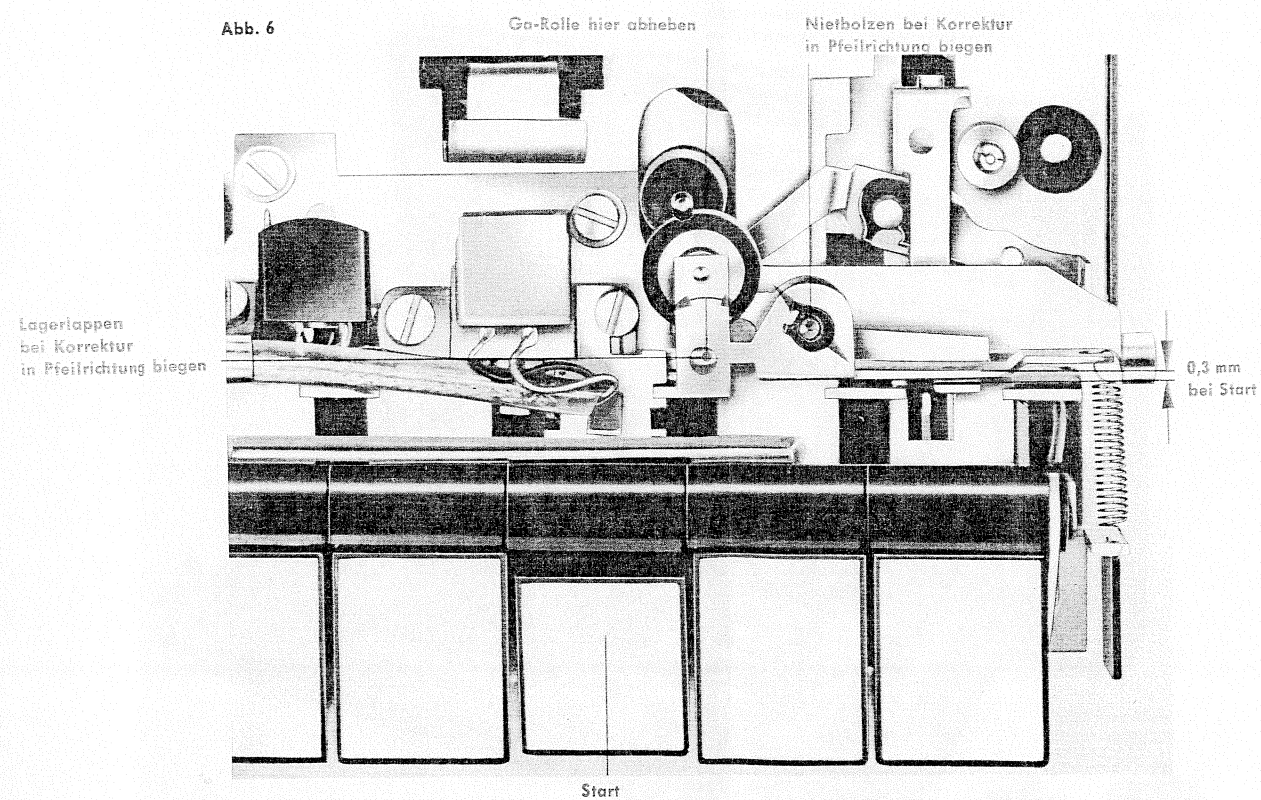 Abb. 6
Ga-Rolle hier abheben
Nietbolzen bei Korrektur
in Pfeilrichtung biegen
Lagerlappen
bei Korrektur
in Pfeilrichtung biegen
0,3 mm
bei Start
Start